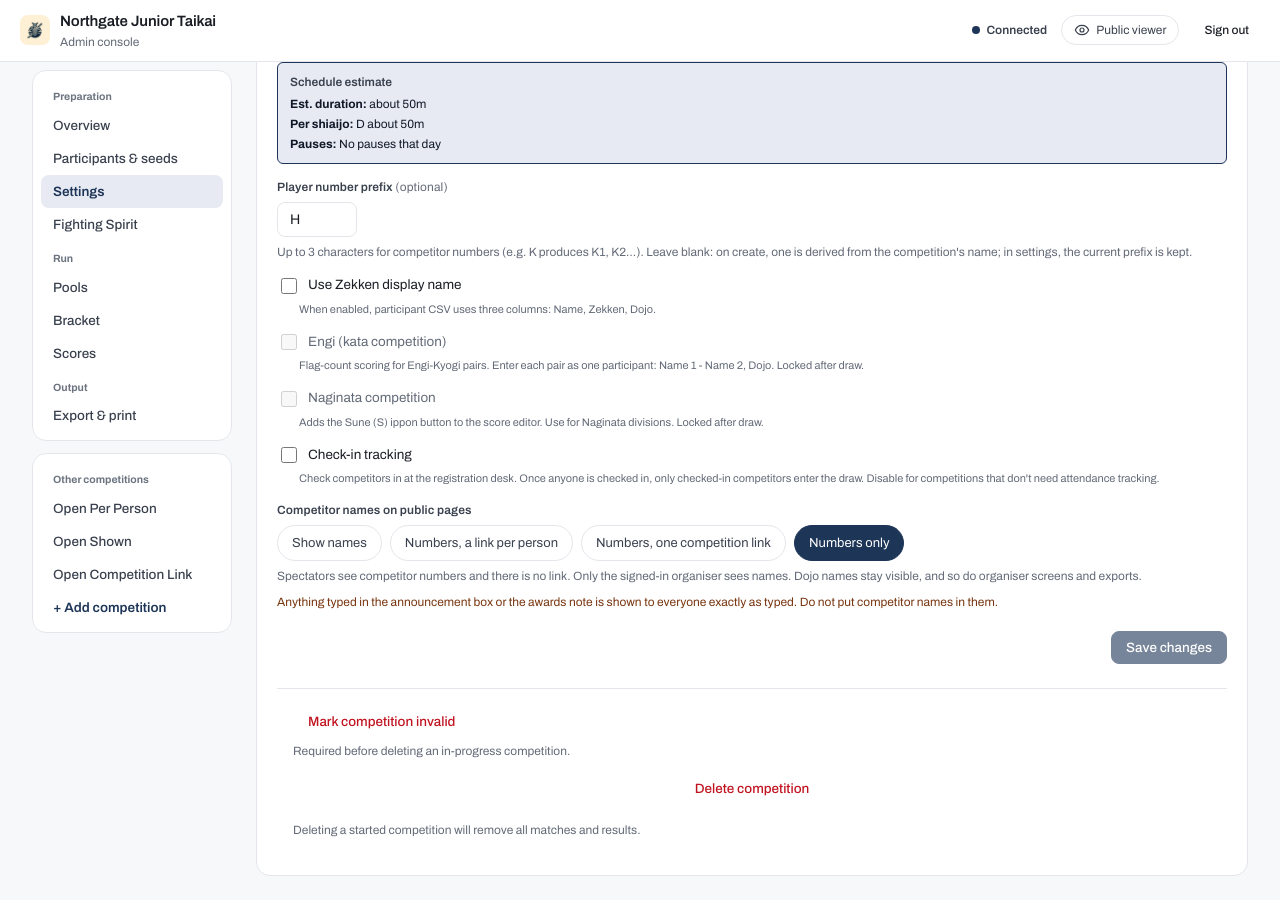 Northgate Junior Taikai
Admin console
Connected
Public viewer
Sign out
Preparation
Overview
Participants & seeds
Settings
Fighting Spirit
Run
Pools
Bracket
Scores
Output
Export & print
Other competitions
Open Per Person
Open Shown
Open Competition Link
+ Add competition
Schedule estimate
Est. duration: about 50m
Per shiaijo: D about 50m
Pauses: No pauses that day
Player number prefix (optional)
H
Up to 3 characters for competitor numbers (e.g. K produces K1, K2...). Leave blank: on create, one is derived from the competition's name; in settings, the current prefix is kept.
Use Zekken display name
When enabled, participant CSV uses three columns: Name, Zekken, Dojo.
Engi (kata competition)
Flag-count scoring for Engi-Kyogi pairs. Enter each pair as one participant: Name 1 - Name 2, Dojo. Locked after draw.
Naginata competition
Adds the Sune (S) ippon button to the score editor. Use for Naginata divisions. Locked after draw.
Check-in tracking
Check competitors in at the registration desk. Once anyone is checked in, only checked-in competitors enter the draw. Disable for competitions that don't need attendance tracking.
Competitor names on public pages
Show names
Numbers, a link per person
Numbers, one competition link
Numbers only
Spectators see competitor numbers and there is no link. Only the signed-in organiser sees names. Dojo names stay visible, and so do organiser screens and exports.
Anything typed in the announcement box or the awards note is shown to everyone exactly as typed. Do not put competitor names in them.
Save changes
Mark competition invalid
Required before deleting an in-progress competition.
Delete competition
Deleting a started competition will remove all matches and results.